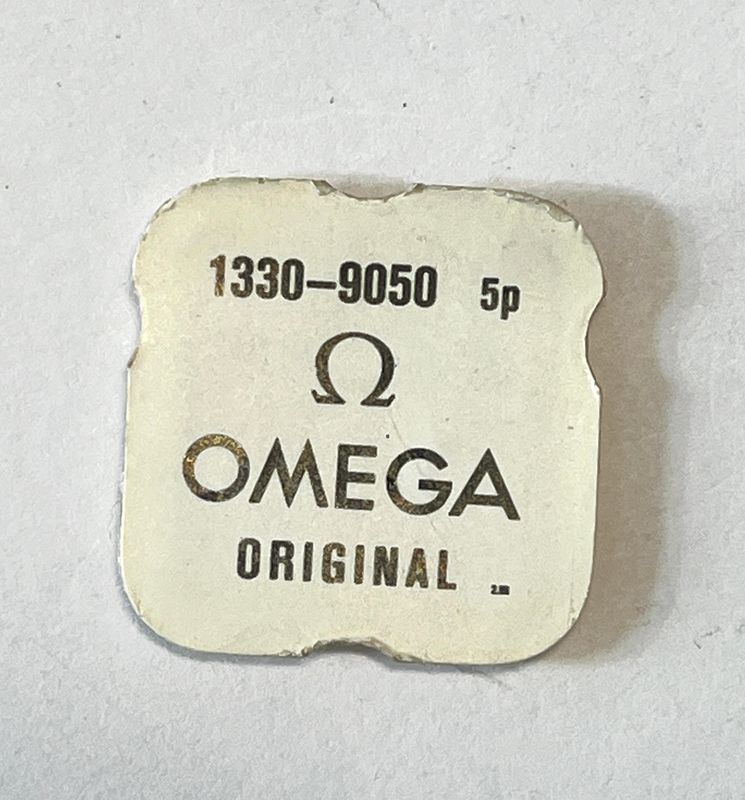 1330-9050 5p
Ω
OMEGA
ORIGINAL